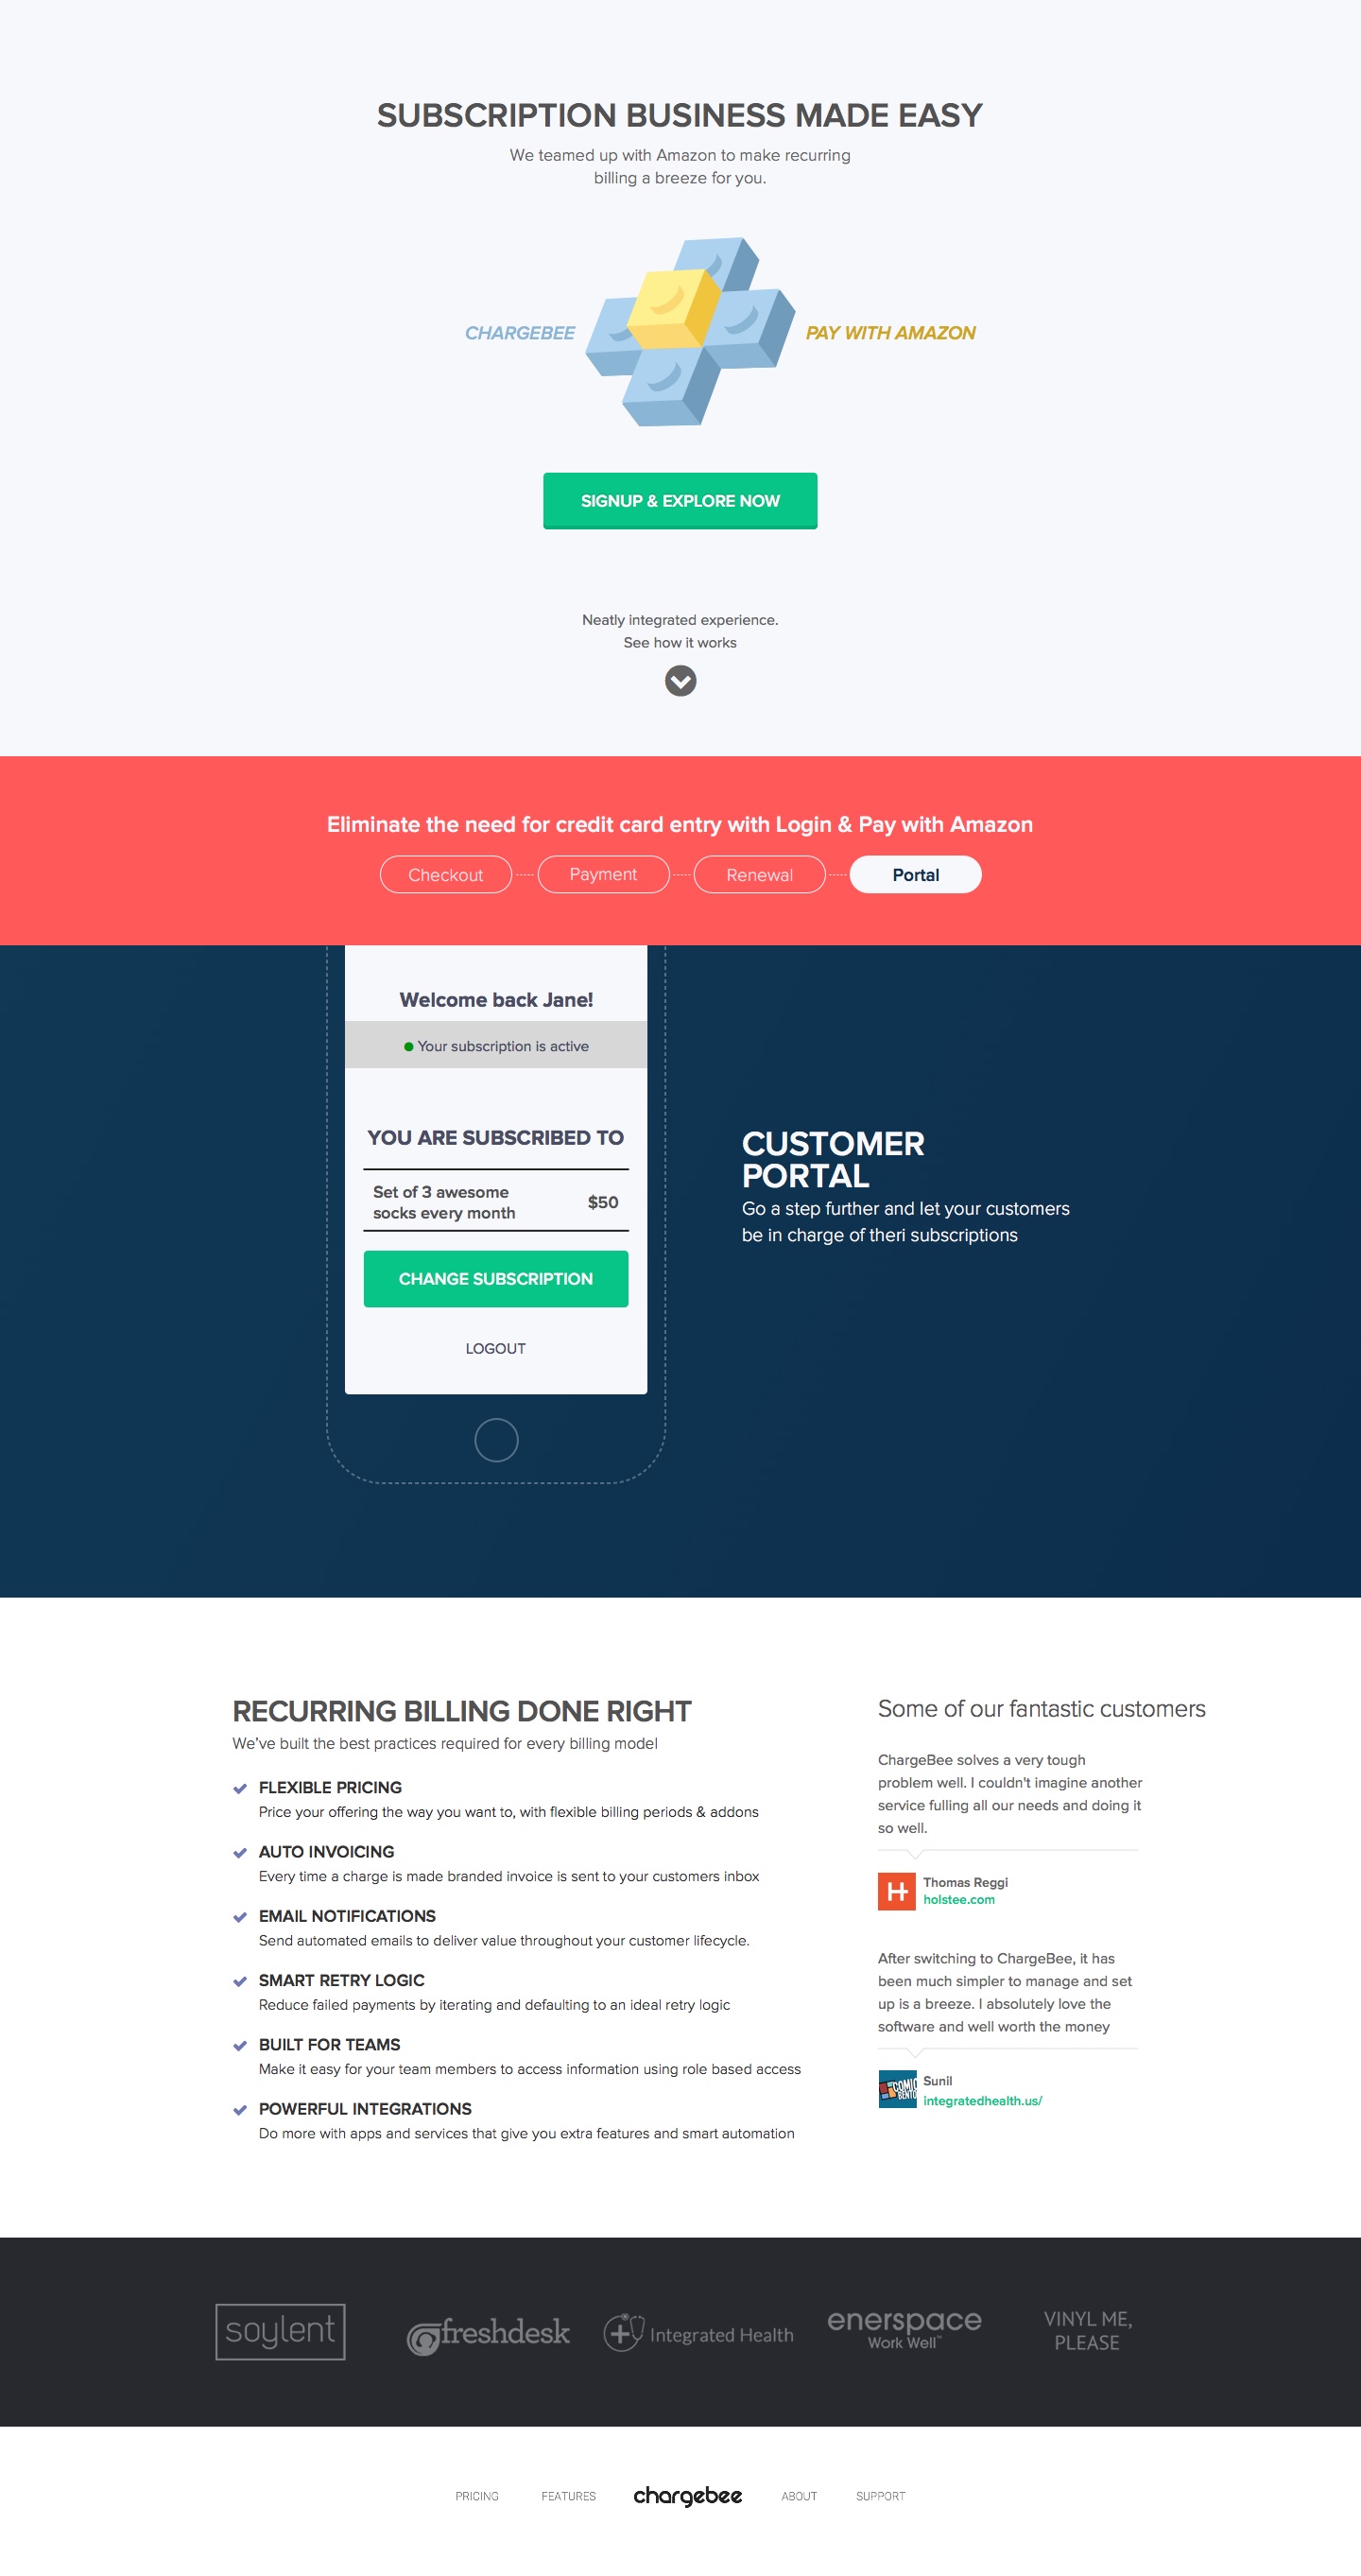 SUBSCRIPTION BUSINESS MADE EASY
We teamed up with Amazon to make recurring
billing a breeze for you.
CHARGEBEE
PAY WITH AMAZON
SIGNUP & EXPLORE NOW
Neatly integrated experience.
See how it works
Eliminate the need for credit card entry with Login & Pay with Amazon
Checkout
Payment
Renewal
Portal
Welcome back Jane!
Your subscription is active
YOU ARE SUBSCRIBED TO
Set of 3 awesome
socks every month
$50
CHANGE SUBSCRIPTION
LOGOUT
CUSTOMER
PORTAL
Go a step further and let your customers
be in charge of theri subscriptions
RECURRING BILLING DONE RIGHT
We've built the best practices required for every billing model
FLEXIBLE PRICING
Price your offering the way you want to, with flexible billing periods & addons
AUTO INVOICING
Every time a charge is made branded invoice is sent to your customers inbox
EMAIL NOTIFICATIONS
Send automated emails to deliver value throughout your customer lifecycle.
SMART RETRY LOGIC
Reduce failed payments by iterating and defaulting to an ideal retry logic
BUILT FOR TEAMS
Make it easy for your team members to access information using role based access
POWERFUL INTEGRATIONS
Do more with apps and services that give you extra features and smart automation
Some of our fantastic customers
ChargeBee solves a very tough
problem well. I couldn't imagine another
service fulling all our needs and doing it
so well.
H
Thomas Reggi
holstee.com
After switching to ChargeBee, it has
been much simpler to manage and set
up is a breeze. I absolutely love the
software and well worth the money
COMIC
BENTO
Sunil
integratedhealth.us/
soylent
freshdesk
Integrated Health
enerspace
Work Well™
VINYL ME,
PLEASE
PRICING
FEATURES
chargebee
ABOUT
SUPPORT